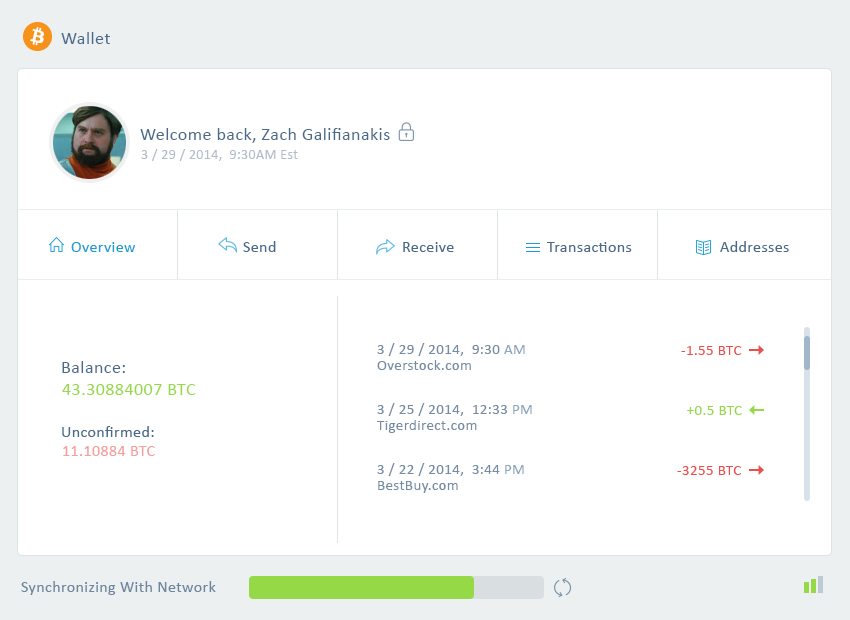 Wallet
Welcome back, Zach Galifianakis
3 / 29 / 2014, 9:30AM Est
Overview
Send
Receive
Transactions
Addresses
Balance:
43.30884007 BTC
Unconfirmed:
11.10884 BTC
3 / 29 / 2014, 9:30 AM
Overstock.com
-1.55 BTC
3 / 25 / 2014, 12:33 PM
Tigerdirect.com
+0.5 BTC
3 / 22 / 2014, 3:44 PM
BestBuy.com
-3255 BTC
Synchronizing With Network